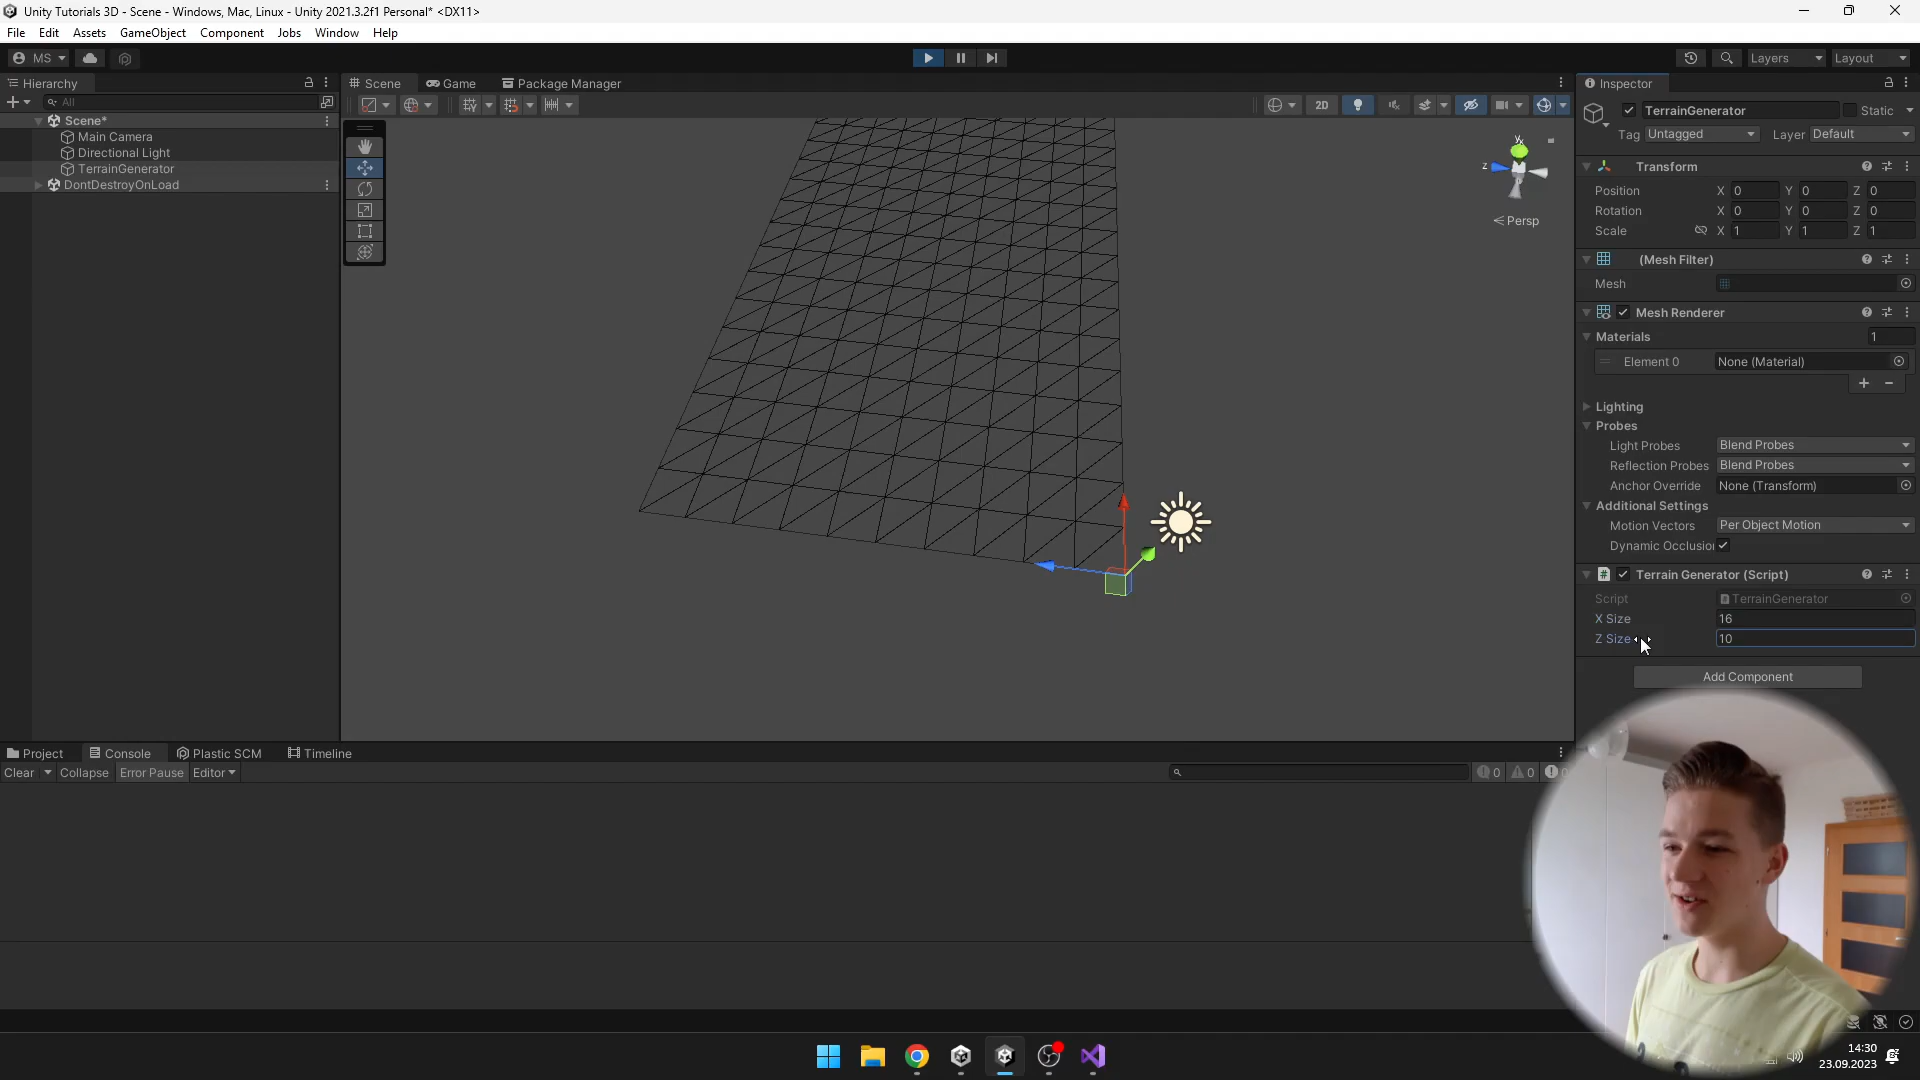 Unity Tutorials 3D - Scene - Windows, Mac, Linux - Unity 2021.3.2f1 Personal* <DX11>
File Edit Assets GameObject Component Jobs Window Help
MS Layers Layout
Hierarchy Scene Game Package Manager Inspector
All 2D TerrainGenerator Static
Scene*
Main Camera
Directional Light
TerrainGenerator
DontDestroyOnLoad
y
z
< Persp
Tag Untagged Layer Default
Transform
Position X 0 Y 0 Z 0
Rotation X 0 Y 0 Z 0
Scale X 1 Y 1 Z 1
(Mesh Filter)
Mesh
Mesh Renderer
Materials 1
Element 0 None (Material)
Lighting
Probes
Light Probes Blend Probes
Reflection Probes Blend Probes
Anchor Override None (Transform)
Additional Settings
Motion Vectors Per Object Motion
Dynamic Occlusion
Terrain Generator (Script)
Script TerrainGenerator
X Size 16
Z Size 10
Add Component
Project Console Plastic SCM Timeline
Clear Collapse Error Pause Editor 0 0
14:30
23.09.2023